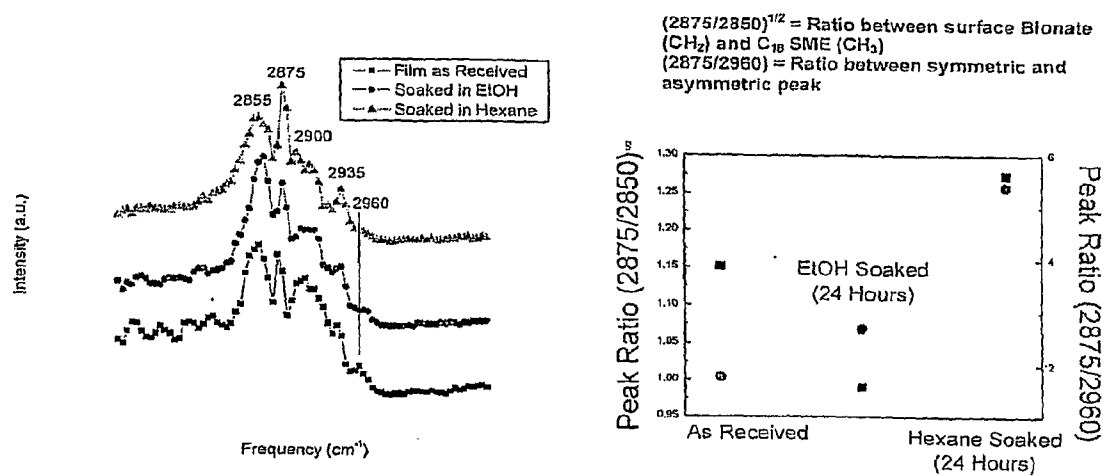 2875
2855
2900
2935
2960
Film as Received
Soaked in EtOH
Soaked in Hexane
Intensity (a.u.)
Frequency (cm⁻¹)
(2875/2850)^1/2 = Ratio between surface Bionate
(CH₂) and C₁₈ SME (CH₃)
(2875/2960) = Ratio between symmetric and
asymmetric peak
Peak Ratio (2875/2850)
1.30
1.25
1.20
1.15
1.10
1.05
1.00
0.95
6
4
2
Peak Ratio (2875/2960)
EtOH Soaked
(24 Hours)
As Received
Hexane Soaked
(24 Hours)